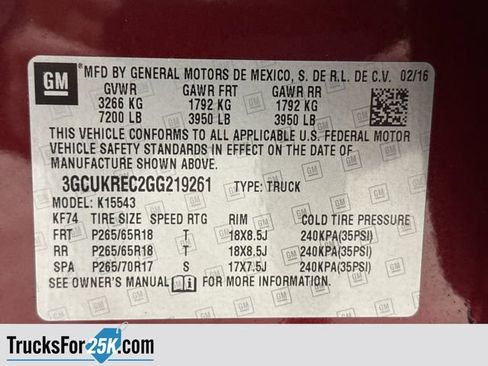 GM
MFD BY GENERAL MOTORS DE MEXICO, S. DE R.L. DE C.V. 02/16
GVWR GAWR FRT GAWR RR
3266 KG 1792 KG 1792 KG
7200 LB 3950 LB 3950 LB
THIS VEHICLE CONFORMS TO ALL APPLICABLE U.S. FEDERAL MOTOR
VEHICLE SAFETY STANDARDS IN EFFECT ON THE DATE OF
MANUFACTURE SHOWN ABOVE.
3GCUKREC2GG219261 TYPE: TRUCK
MODEL: K15543
KF74 TIRE SIZE SPEED RTG RIM COLD TIRE PRESSURE
FRT P265/65R18 T 18X8.5J 240KPA(35PSI)
RR P265/65R18 T 18X8.5J 240KPA(35PSI)
SPA P265/70R17 S 17X7.5J 240KPA(35PSI)
SEE OWNER'S MANUAL FOR MORE INFORMATION.
TrucksFor25K.com